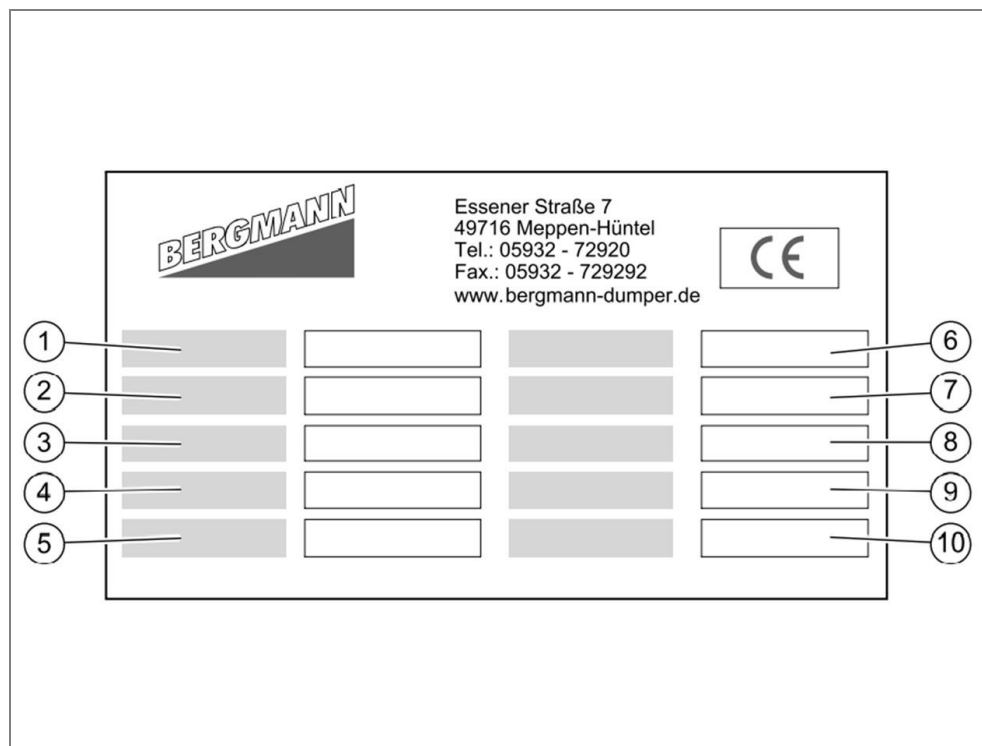 BERGMANN
Essener Straße 7
49716 Meppen-Hüntel
Tel.: 05932 - 72920
Fax.: 05932 - 729292
www.bergmann-dumper.de
CE
1
2
3
4
5
6
7
8
9
10